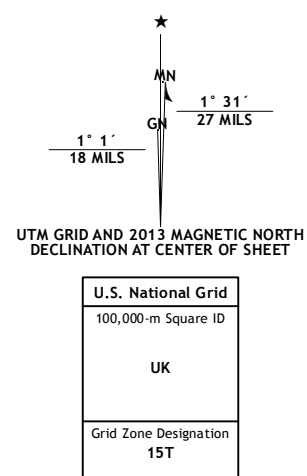 ★
MN
1° 31´
27 MILS
GN
1° 1´
18 MILS
UTM GRID AND 2013 MAGNETIC NORTH
DECLINATION AT CENTER OF SHEET
U.S. National Grid
100,000-m Square ID
UK
Grid Zone Designation
15T